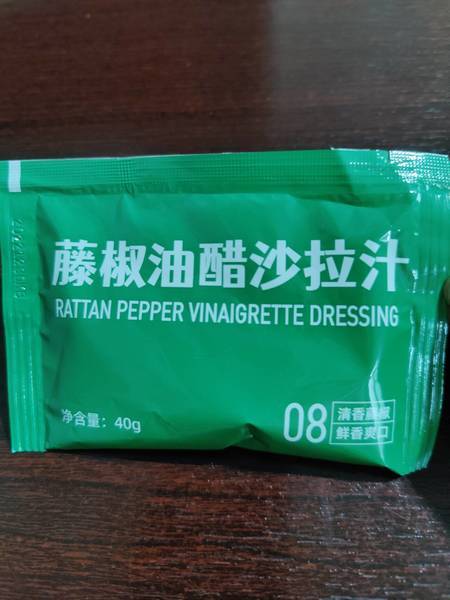 藤椒油醋沙拉汁
RATTAN PEPPER VINAIGRETTE DRESSING
净含量：40g
08
清香藤椒
鲜香爽口